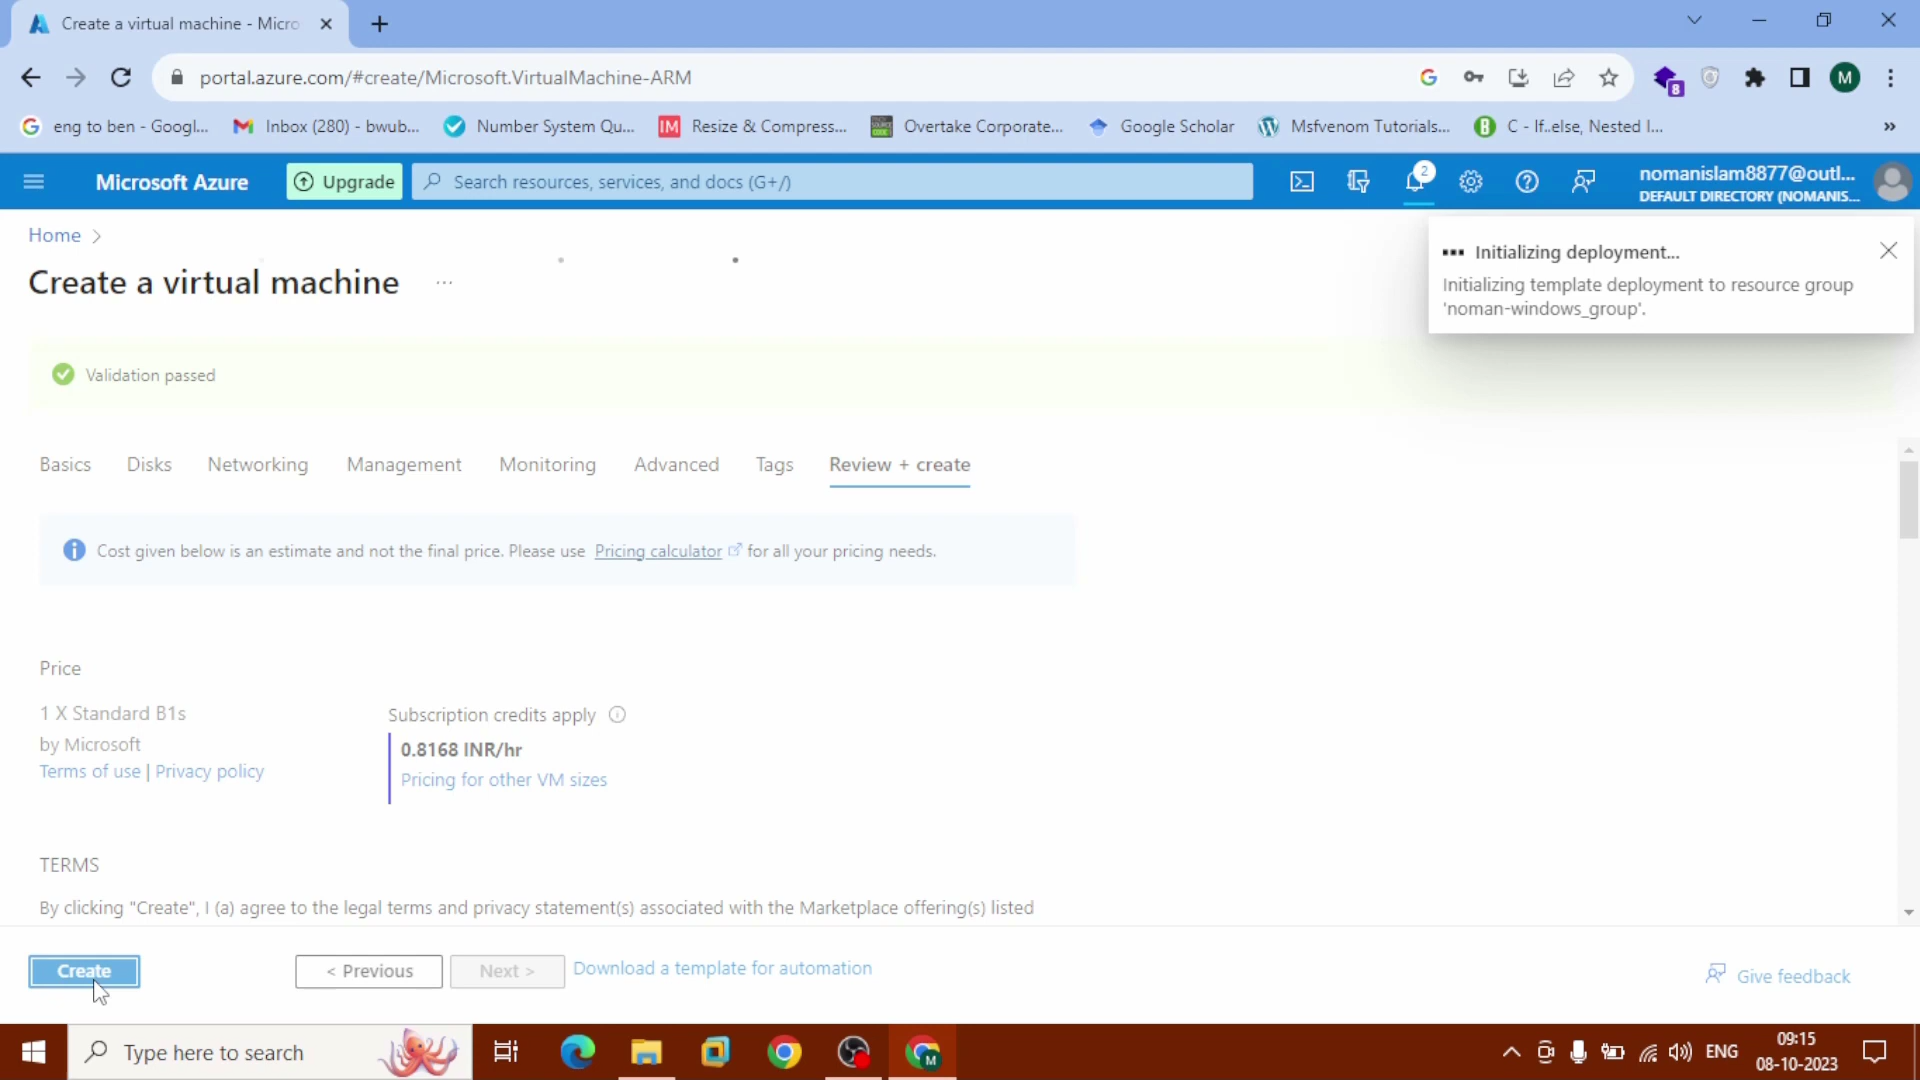 Create a virtual machine - Micro
portal.azure.com/#create/Microsoft.VirtualMachine-ARM
G
8
M
eng to ben - Googl...
Inbox (280) - bwub...
Number System Qu...
IM
Resize & Compress...
Overtake Corporate...
Google Scholar
Msfvenom Tutorials...
C - If..else, Nested I...
»
Microsoft Azure
Upgrade
Search resources, services, and docs (G+/)
2
nomanislam8877@outl...
DEFAULT DIRECTORY (NOMANIS...
Home
Create a virtual machine
...
Initializing deployment...
Initializing template deployment to resource group
'noman-windows_group'.
Validation passed
Basics
Disks
Networking
Management
Monitoring
Advanced
Tags
Review + create
Cost given below is an estimate and not the final price. Please use Pricing calculator for all your pricing needs.
Price
1 X Standard B1s
by Microsoft
Terms of use | Privacy policy
Subscription credits apply
0.8168 INR/hr
Pricing for other VM sizes
TERMS
By clicking "Create", I (a) agree to the legal terms and privacy statement(s) associated with the Marketplace offering(s) listed
Create
< Previous
Next >
Download a template for automation
Give feedback
Type here to search
M
ENG
09:15
08-10-2023